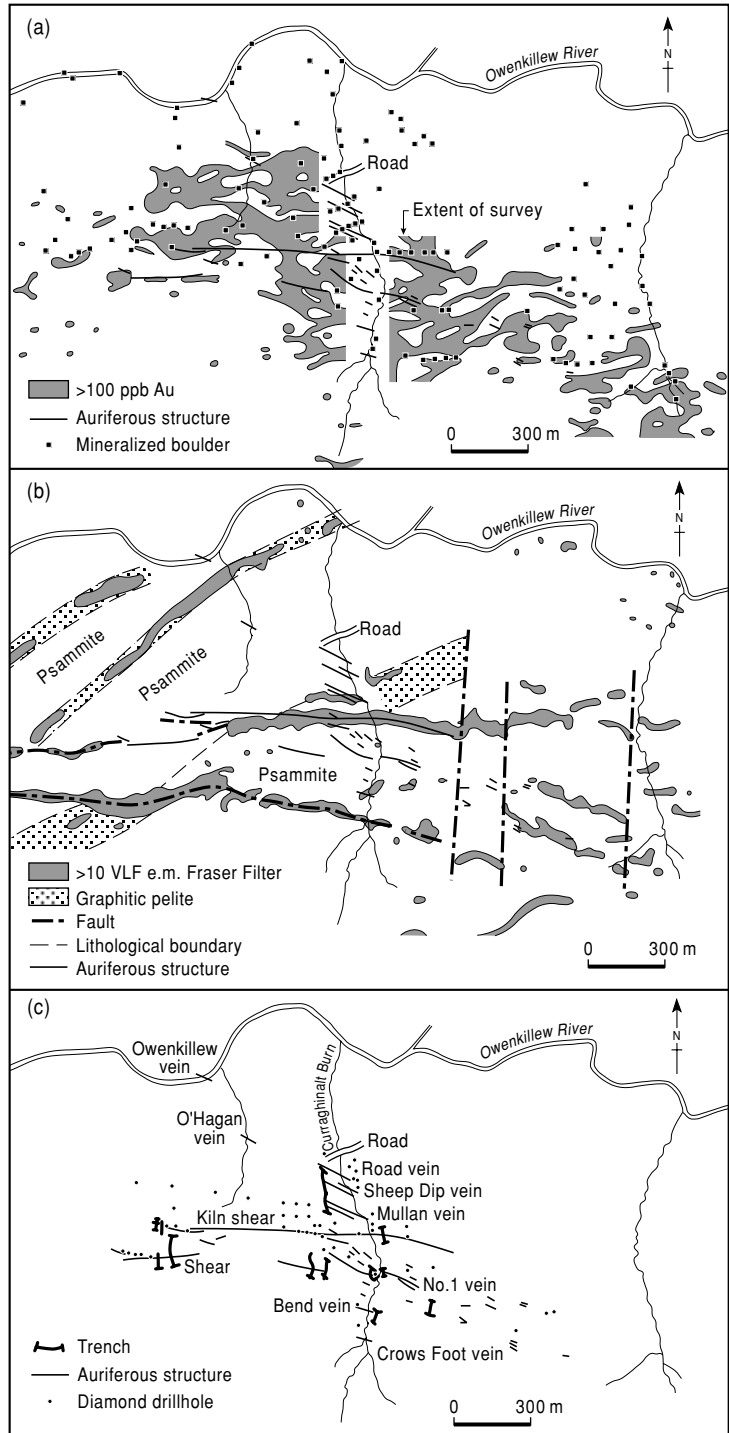 (a)
N
Owenkillew River
Road
Extent of survey
>100 ppb Au
Auriferous structure
Mineralized boulder
0 300 m
(b)
N
Owenkillew River
Road
Psammite
Psammite
Psammite
>10 VLF e.m. Fraser Filter
Graphitic pelite
Fault
Lithological boundary
Auriferous structure
0 300 m
(c)
N
Owenkillew River
Owenkillew
vein
Curraghinalt Burn
O'Hagan
vein
Road
Road vein
Sheep Dip vein
Mullan vein
Kiln shear
Shear
No.1 vein
Bend vein
Crows Foot vein
Trench
Auriferous structure
Diamond drillhole
0 300 m